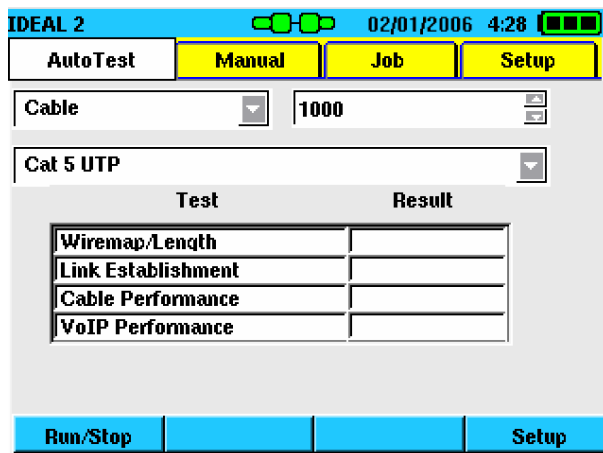 IDEAL 2 02/01/2006 4:28
AutoTest Manual Job Setup
Cable 1000
Cat 5 UTP
Test Result
Wiremap/Length
Link Establishment
Cable Performance
VoIP Performance
Run/Stop Setup